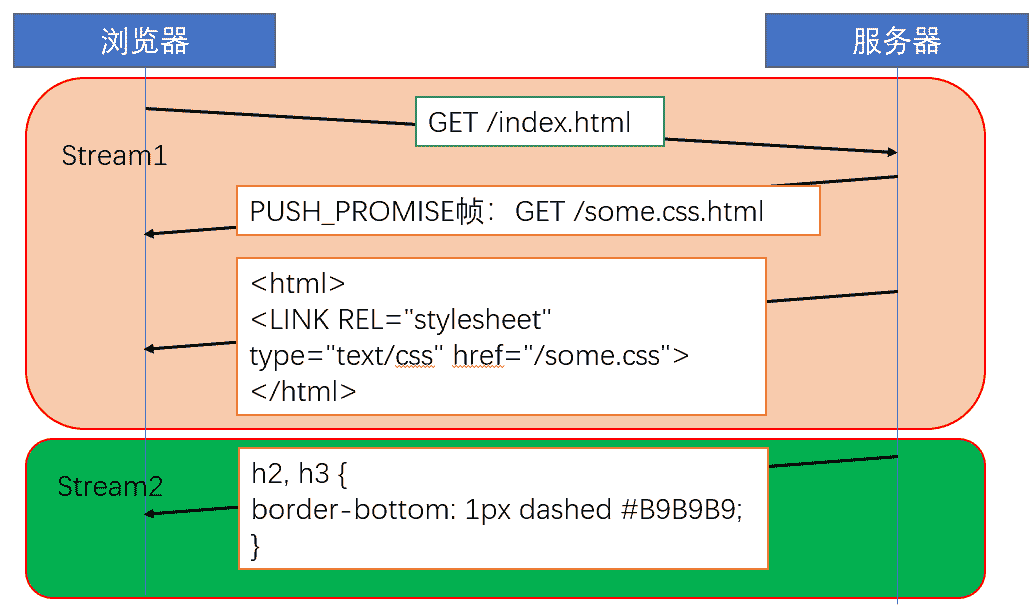 浏览器
服务器
GET /index.html
Stream1
PUSH_PROMISE帧：GET /some.css.html
<html>
<LINK REL="stylesheet"
type="text/css" href="/some.css">
</html>
Stream2
h2, h3 {
border-bottom: 1px dashed #B9B9B9;
}